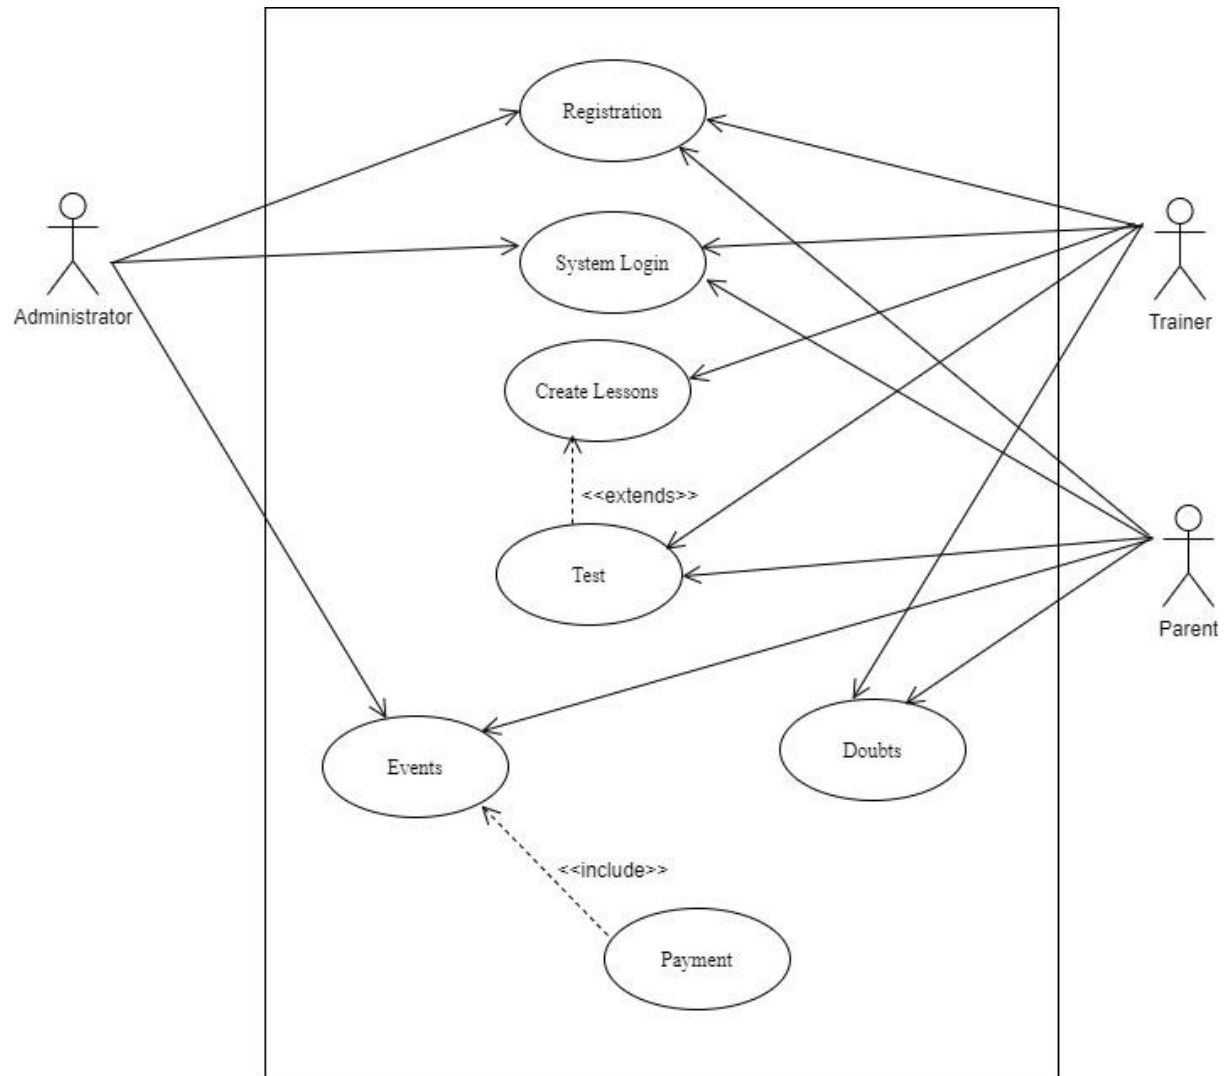 Registration
System Login
Administrator
Trainer
Create Lessons
<<extends>>
Test
Parent
Events
Doubts
<<include>>
Payment